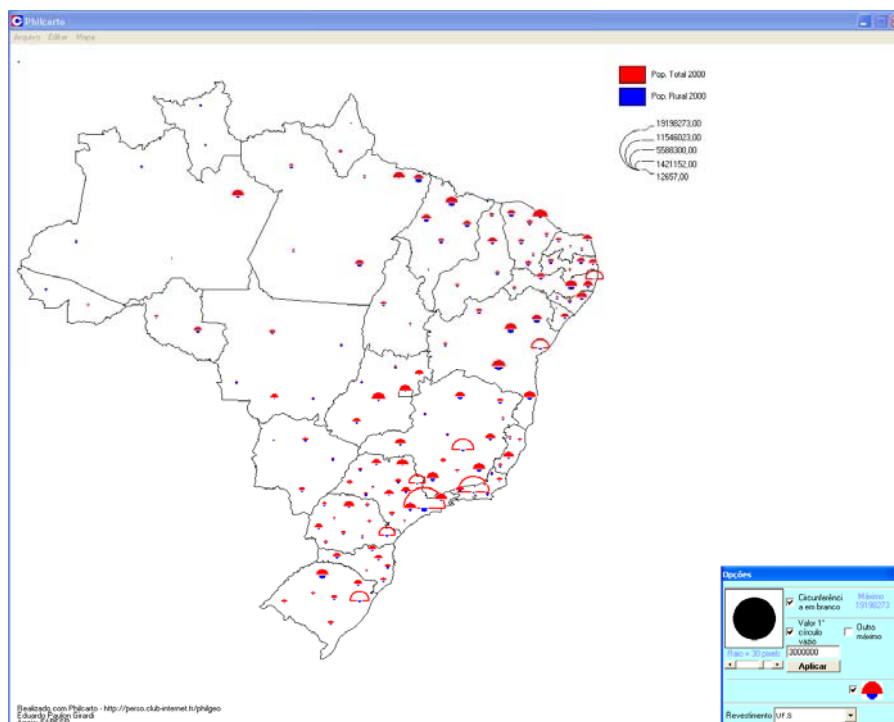 Philcarto
Arquivo Editar Mapa
Pop. Total 2000
Pop. Rural 2000
19198273,00
11546023,00
5588300,00
1421152,00
12657,00
Opções
Circunferênci
a em branco
Máximo
19198273
Valor 1°
círculo
vazio
Outro
máximo
Raio = 30 pixels
3000000
Aplicar
Revestimento UF.S
Realizado com Philcarto - http://perso.club-internet.fr/philgeo
Eduardo Paulon Girardi